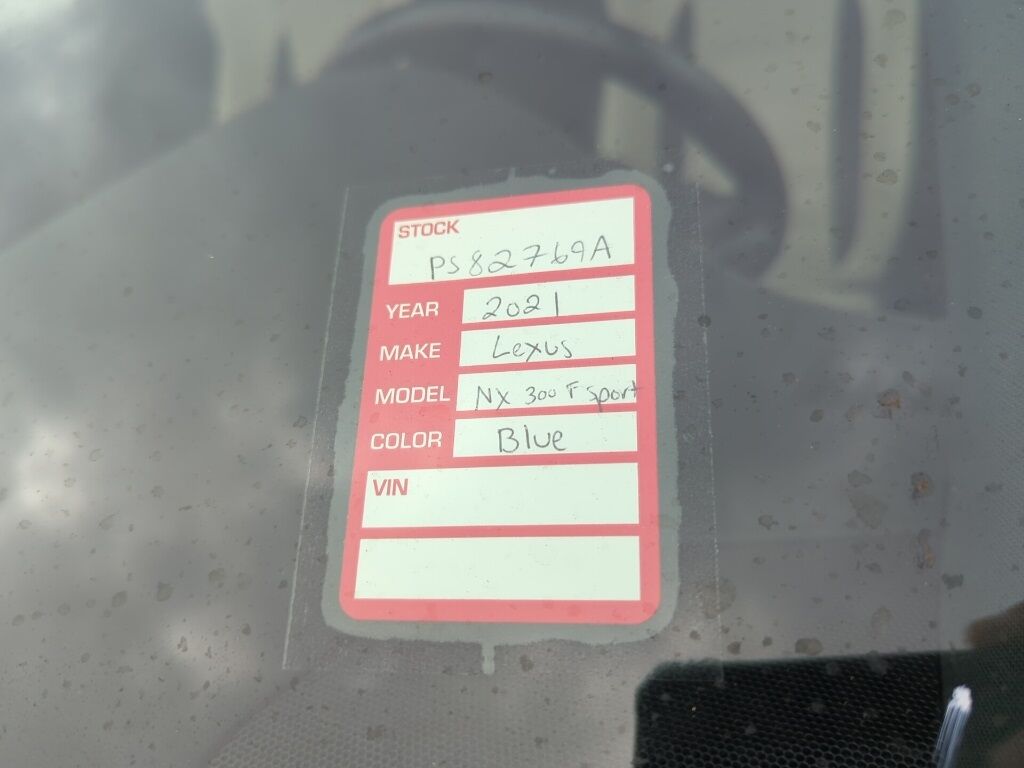 STOCK
PS82769A
YEAR 2021
MAKE Lexus
MODEL NX 300 F Sport
COLOR Blue
VIN